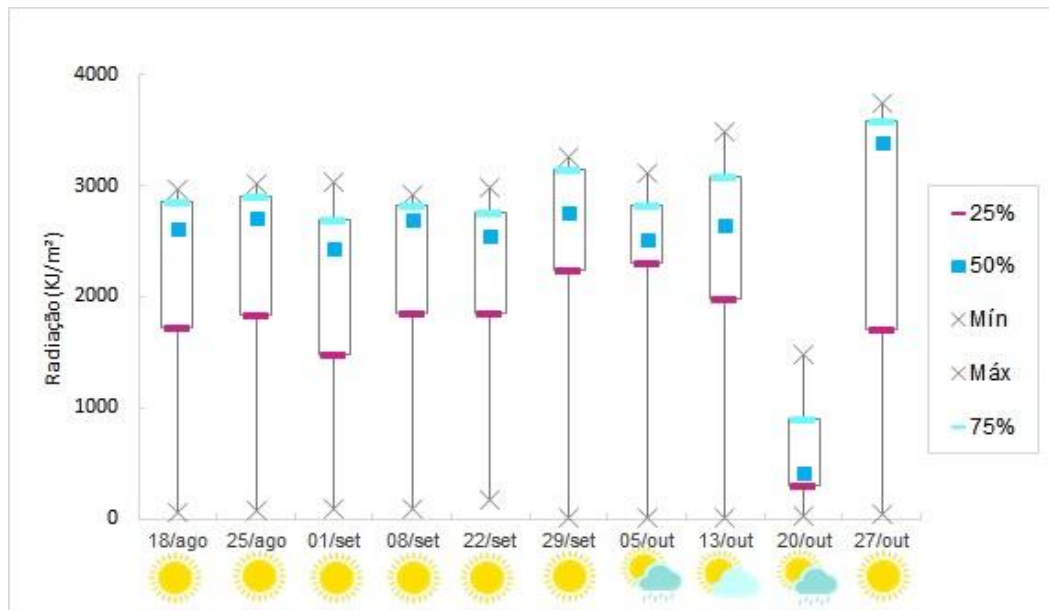 4000
3000
2000
1000
0
Radiação (KJ/m²)
18/ago 25/ago 01/set 08/set 22/set 29/set 05/out 13/out 20/out 27/out
25%
50%
Mín
Máx
75%